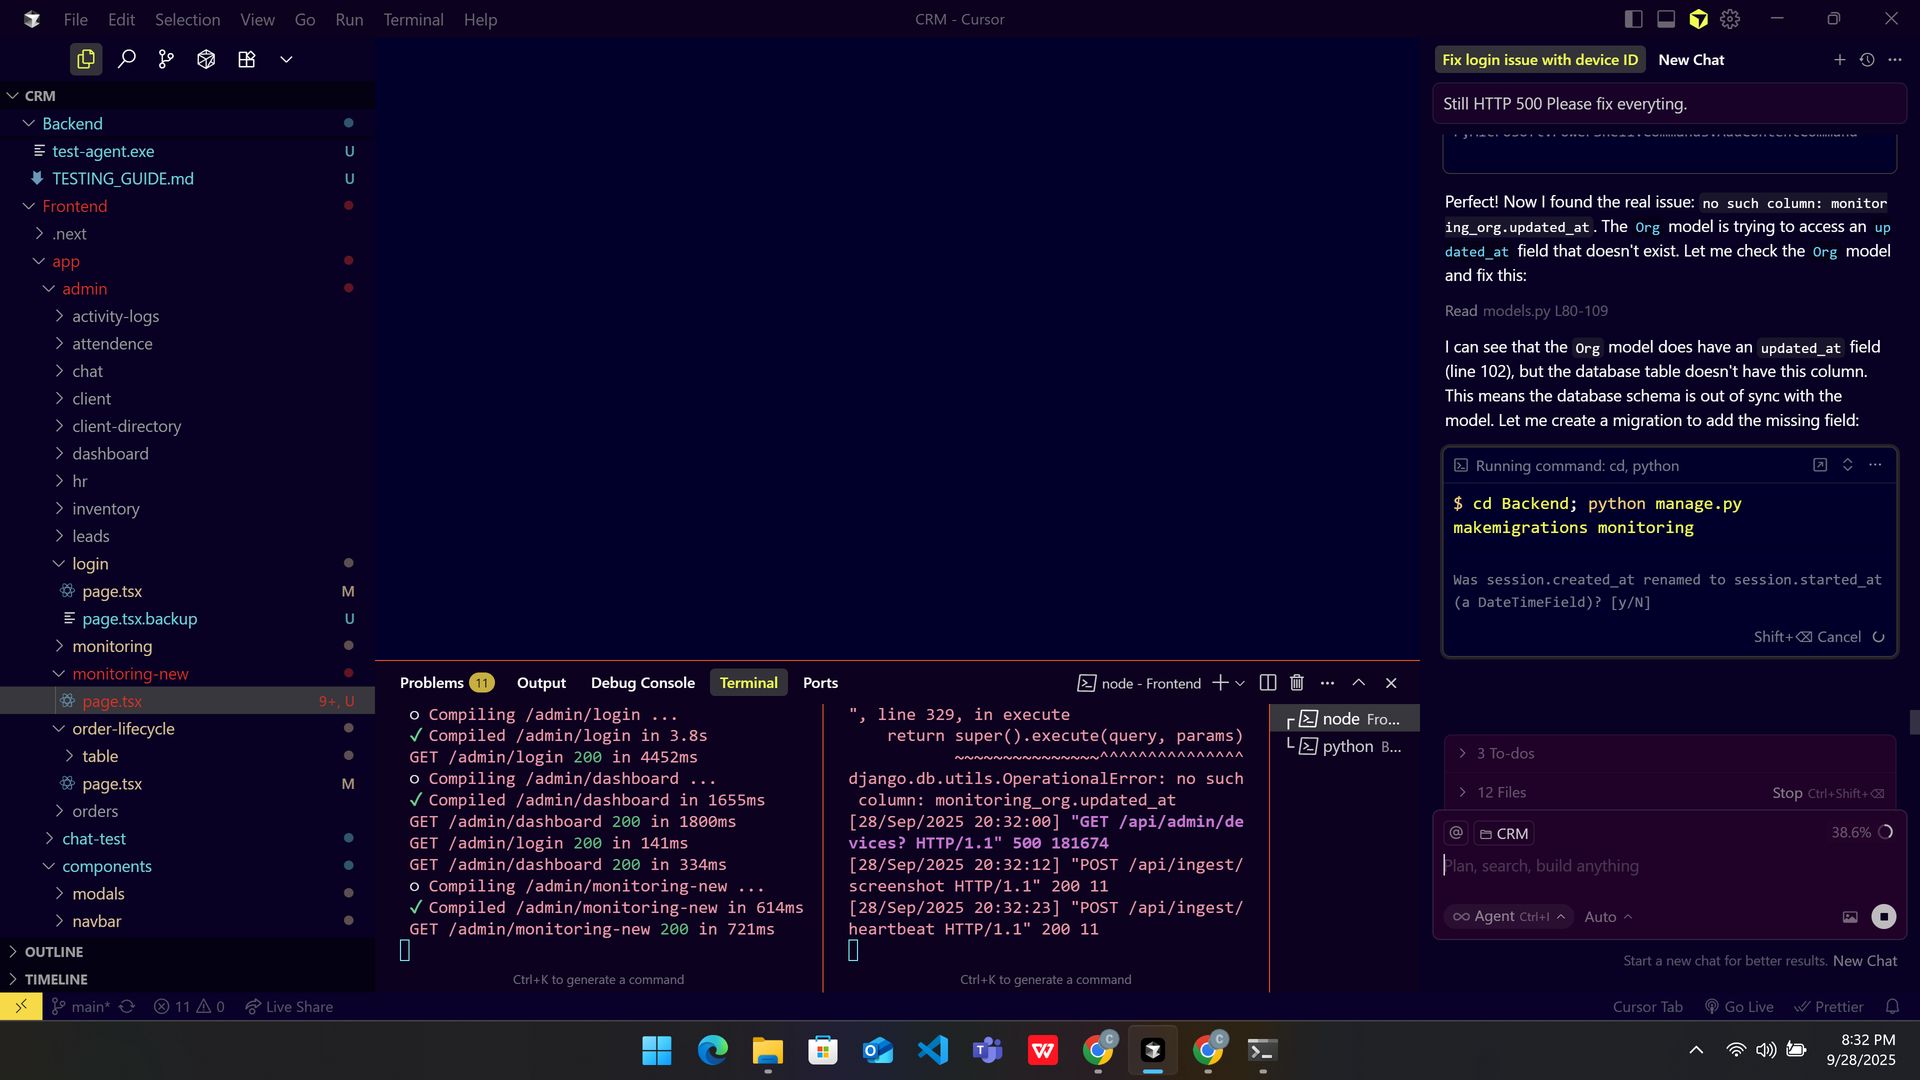 File Edit Selection View Go Run Terminal Help
CRM - Cursor
CRM
Backend
test-agent.exe U
TESTING_GUIDE.md U
Frontend
.next
app
admin
activity-logs
attendence
chat
client
client-directory
dashboard
hr
inventory
leads
login
page.tsx M
page.tsx.backup U
monitoring
monitoring-new
page.tsx 9+, U
order-lifecycle
table
page.tsx M
orders
chat-test
components
modals
navbar
OUTLINE
TIMELINE
Problems 11 Output Debug Console Terminal Ports
node - Frontend
○ Compiling /admin/login ...
✓ Compiled /admin/login in 3.8s
GET /admin/login 200 in 4452ms
○ Compiling /admin/dashboard ...
✓ Compiled /admin/dashboard in 1655ms
GET /admin/dashboard 200 in 1800ms
GET /admin/login 200 in 141ms
GET /admin/dashboard 200 in 334ms
○ Compiling /admin/monitoring-new ...
✓ Compiled /admin/monitoring-new in 614ms
GET /admin/monitoring-new 200 in 721ms
Ctrl+K to generate a command
", line 329, in execute
return super().execute(query, params)
~~~~~~~~~~~~~~~^^^^^^^^^^^^^^^
django.db.utils.OperationalError: no such
column: monitoring_org.updated_at
[28/Sep/2025 20:32:00] "GET /api/admin/de
vices? HTTP/1.1" 500 181674
[28/Sep/2025 20:32:12] "POST /api/ingest/
screenshot HTTP/1.1" 200 11
[28/Sep/2025 20:32:23] "POST /api/ingest/
heartbeat HTTP/1.1" 200 11
Ctrl+K to generate a command
node Fro...
python B...
Fix login issue with device ID New Chat
Still HTTP 500 Please fix everyting.
Perfect! Now I found the real issue: no such column: monitor
ing_org.updated_at. The Org model is trying to access an up
dated_at field that doesn't exist. Let me check the Org model
and fix this:
Read models.py L80-109
I can see that the Org model does have an updated_at field
(line 102), but the database table doesn't have this column.
This means the database schema is out of sync with the
model. Let me create a migration to add the missing field:
Running command: cd, python
$ cd Backend; python manage.py
makemigrations monitoring
Was session.created_at renamed to session.started_at
(a DateTimeField)? [y/N]
Shift+⌫ Cancel
3 To-dos
12 Files Stop Ctrl+Shift+⌫
@ CRM 38.6%
Plan, search, build anything
∞ Agent Ctrl+I Auto
Start a new chat for better results. New Chat
main* 11 0 Live Share
Cursor Tab Go Live Prettier
8:32 PM
9/28/2025